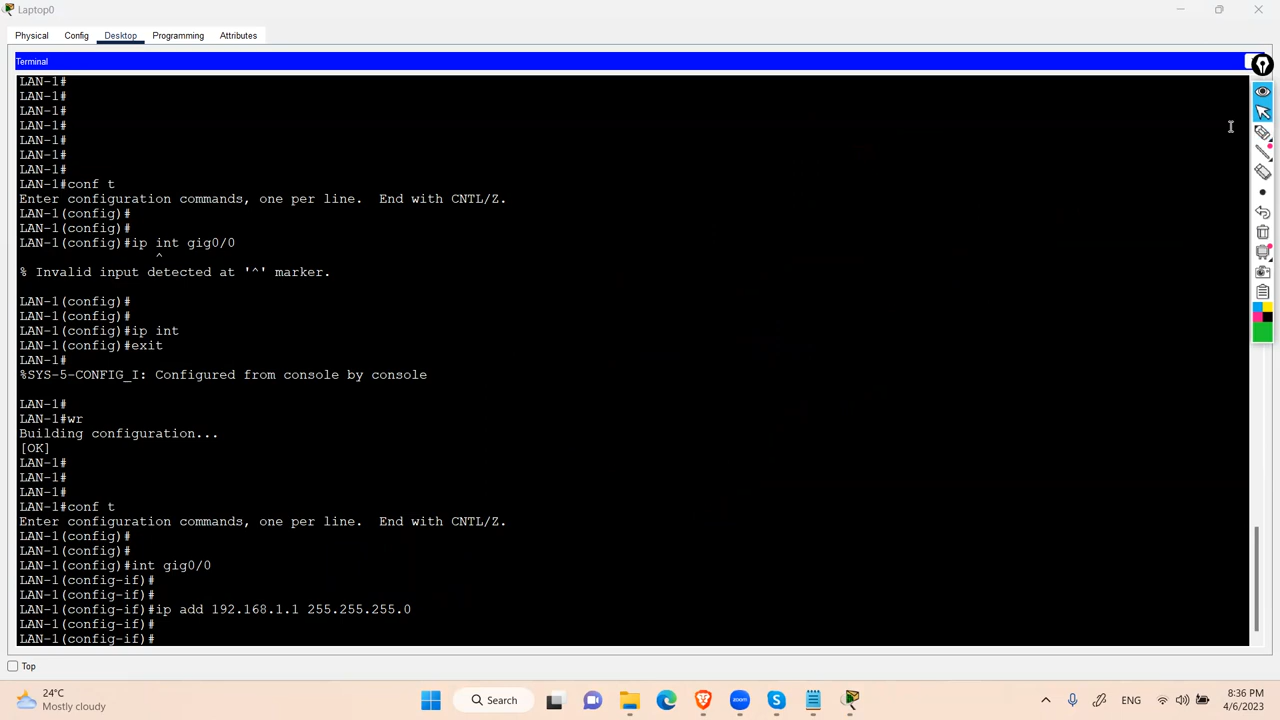 Laptop0
Physical Config Desktop Programming Attributes
Terminal
LAN-1#
LAN-1#
LAN-1#
LAN-1#
LAN-1#
LAN-1#
LAN-1#
LAN-1#conf t
Enter configuration commands, one per line.  End with CNTL/Z.
LAN-1(config)#
LAN-1(config)#
LAN-1(config)#ip int gig0/0
^
% Invalid input detected at '^' marker.
LAN-1(config)#
LAN-1(config)#
LAN-1(config)#ip int
LAN-1(config)#exit
LAN-1#
%SYS-5-CONFIG_I: Configured from console by console
LAN-1#
LAN-1#wr
Building configuration...
[OK]
LAN-1#
LAN-1#
LAN-1#
LAN-1#conf t
Enter configuration commands, one per line.  End with CNTL/Z.
LAN-1(config)#
LAN-1(config)#
LAN-1(config)#int gig0/0
LAN-1(config-if)#
LAN-1(config-if)#
LAN-1(config-if)#ip add 192.168.1.1 255.255.255.0
LAN-1(config-if)#
LAN-1(config-if)#
Top
24°C
Mostly cloudy
Search
zoom
ENG
8:36 PM
4/6/2023